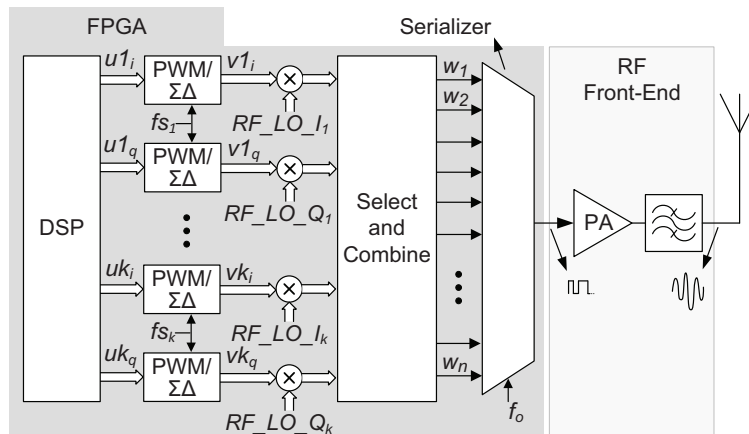 FPGA
Serializer
RF
Front-End
DSP
u1i
PWM/
ΣΔ
v1i
RF_LO_I1
fs1
u1q
PWM/
ΣΔ
v1q
RF_LO_Q1
uki
PWM/
ΣΔ
vki
RF_LO_Ik
fsk
ukq
PWM/
ΣΔ
vkq
RF_LO_Qk
Select
and
Combine
w1
w2
wn
fo
PA